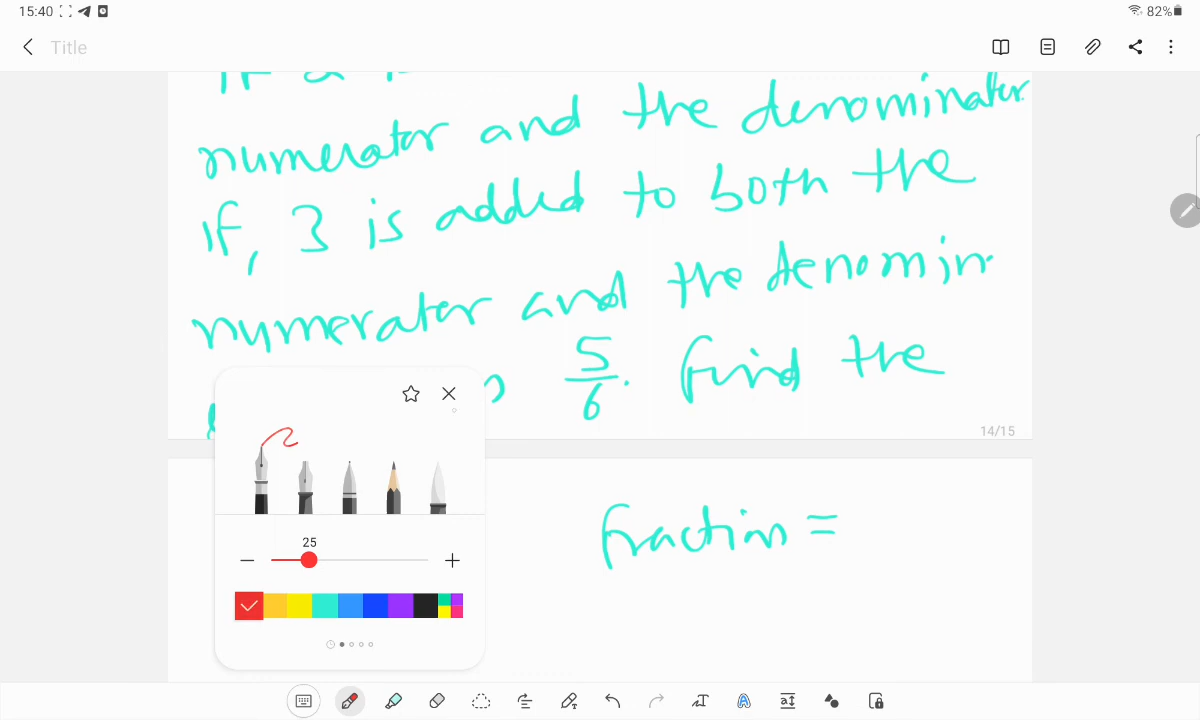 15:40
82%
Title
numerator and the denominator
if, 3 is added to both the
numerator and the denomin
5/6. find the
14/15
25
fraction =